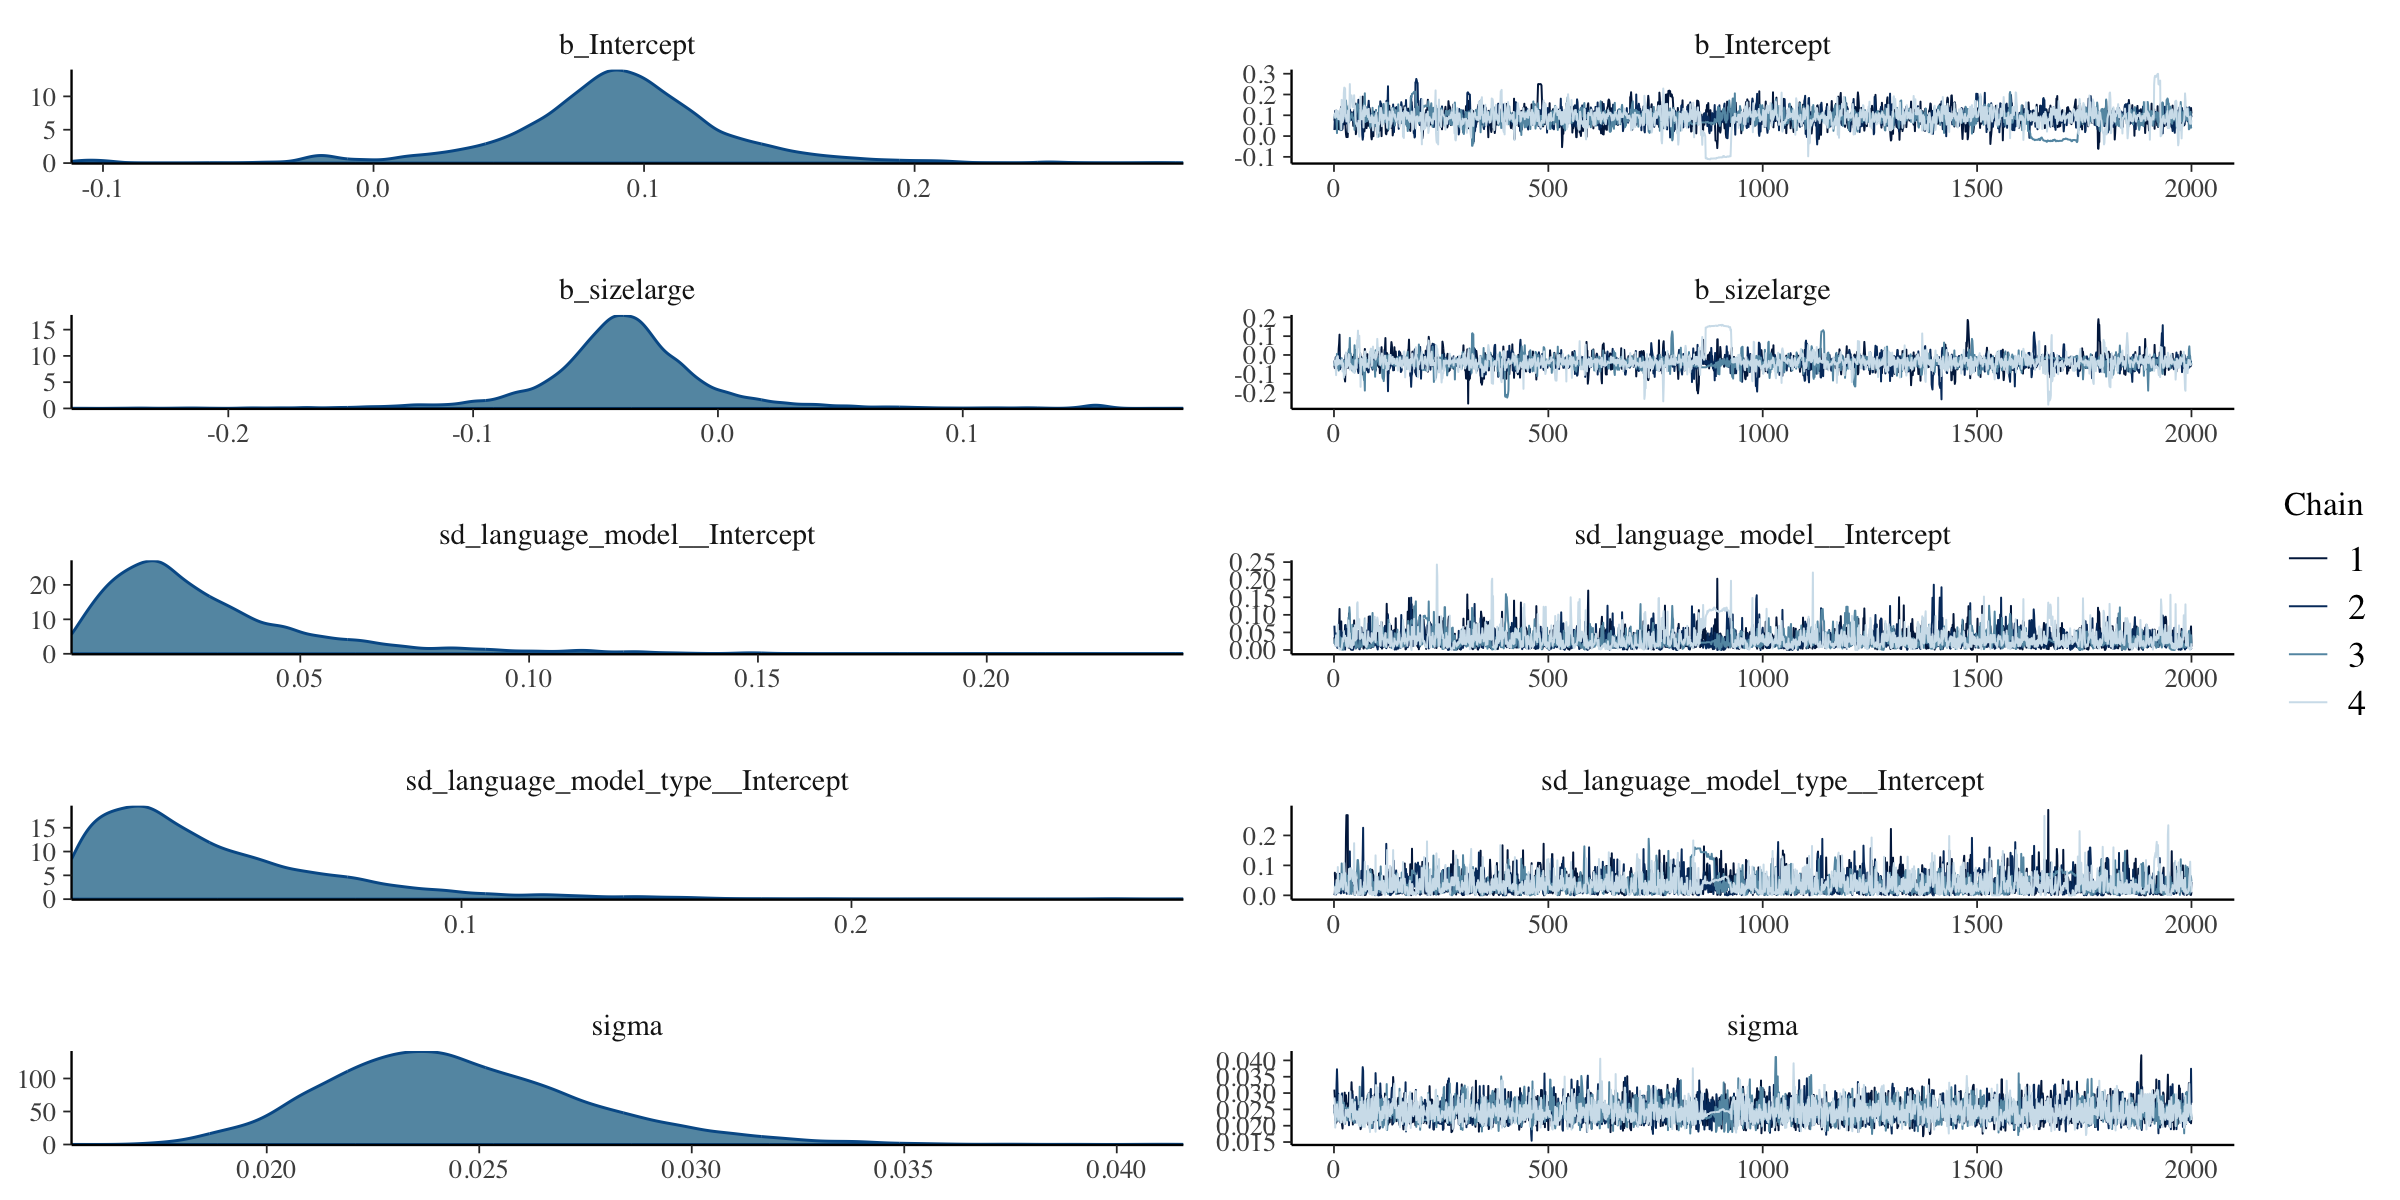 b_Intercept
10
5
0
-0.1 0.0 0.1 0.2
b_Intercept
0.3
0.2
0.1
0.0
-0.1
0 500 1000 1500 2000
b_sizelarge
15
10
5
0
-0.2 -0.1 0.0 0.1
b_sizelarge
0.2
0.1
0.0
-0.1
-0.2
0 500 1000 1500 2000
sd_language_model__Intercept
20
10
0
0.05 0.10 0.15 0.20
sd_language_model__Intercept
0.25
0.20
0.15
0.10
0.05
0.00
0 500 1000 1500 2000
sd_language_model_type__Intercept
15
10
5
0
0.1 0.2
sd_language_model_type__Intercept
0.2
0.1
0.0
0 500 1000 1500 2000
sigma
100
50
0
0.020 0.025 0.030 0.035 0.040
sigma
0.040
0.035
0.030
0.025
0.020
0.015
0 500 1000 1500 2000
Chain
1
2
3
4